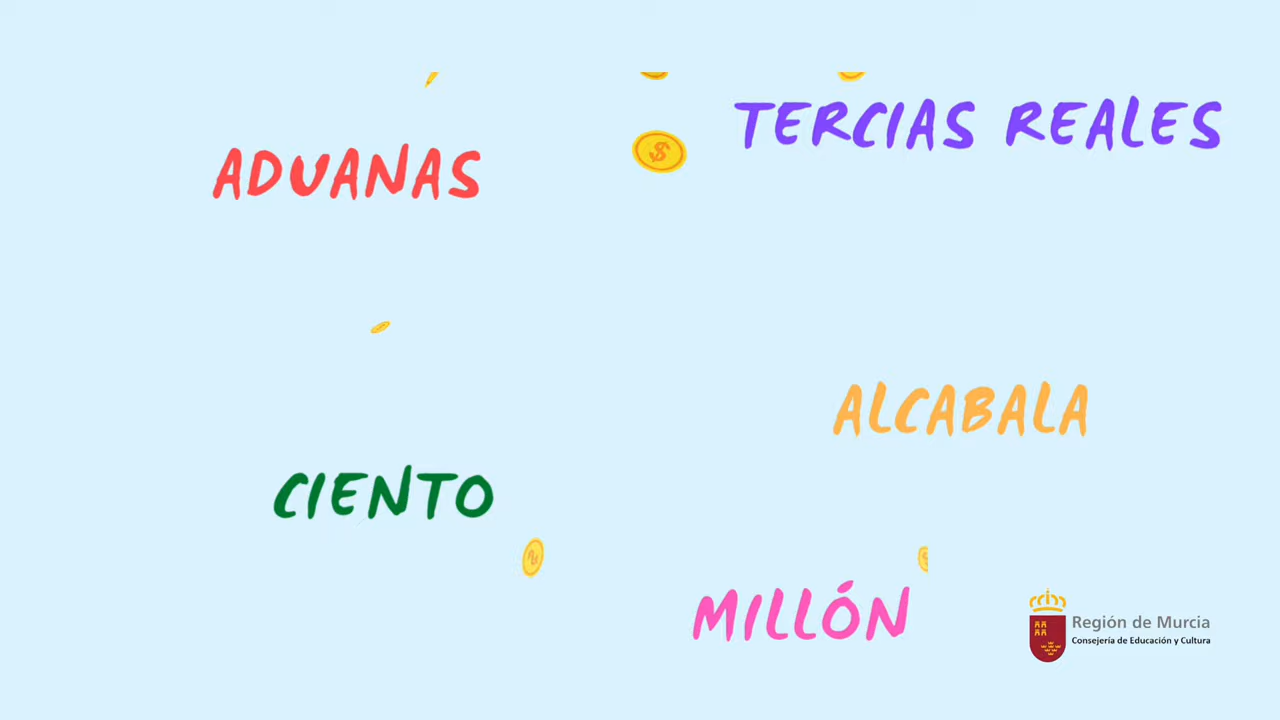 TERCIAS REALES
ADUANAS
ALCABALA
CIENTO
MILLÓN
Región de Murcia
Consejería de Educación y Cultura